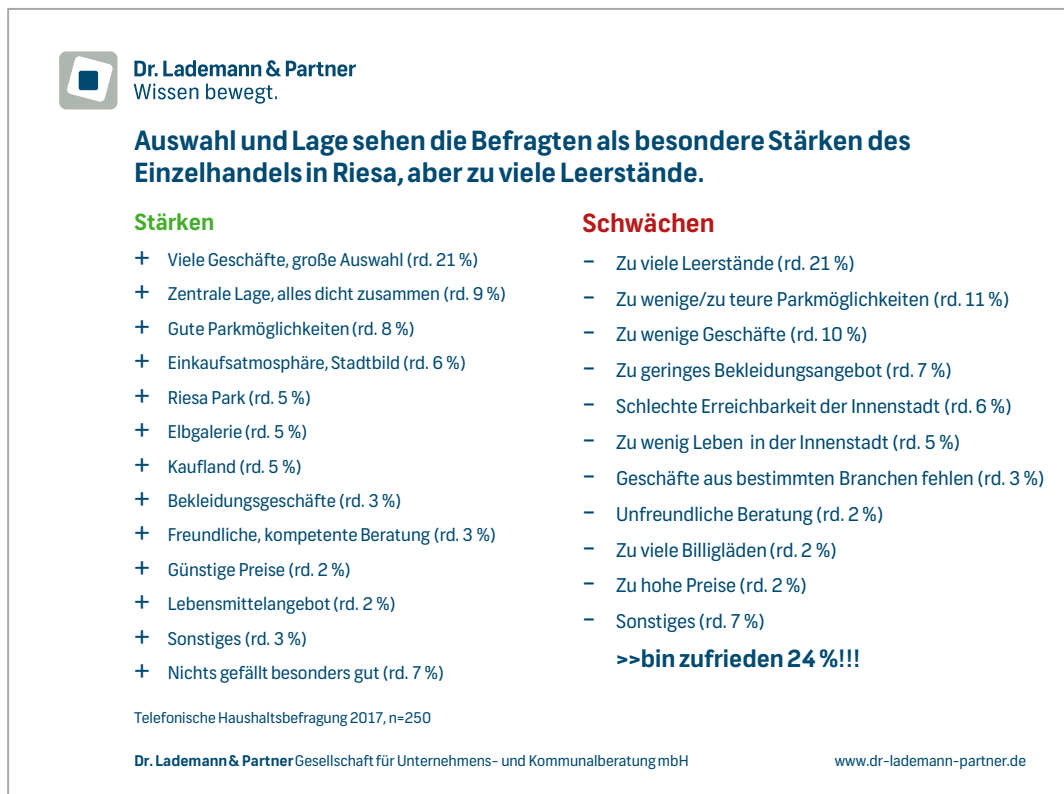 Dr. Lademann & Partner
Wissen bewegt.
Auswahl und Lage sehen die Befragten als besondere Stärken des
Einzelhandels in Riesa, aber zu viele Leerstände.
Stärken
+ Viele Geschäfte, große Auswahl (rd. 21 %)
+ Zentrale Lage, alles dicht zusammen (rd. 9 %)
+ Gute Parkmöglichkeiten (rd. 8 %)
+ Einkaufsatmosphäre, Stadtbild (rd. 6 %)
+ Riesa Park (rd. 5 %)
+ Elbgalerie (rd. 5 %)
+ Kaufland (rd. 5 %)
+ Bekleidungsgeschäfte (rd. 3 %)
+ Freundliche, kompetente Beratung (rd. 3 %)
+ Günstige Preise (rd. 2 %)
+ Lebensmittelangebot (rd. 2 %)
+ Sonstiges (rd. 3 %)
+ Nichts gefällt besonders gut (rd. 7 %)
Schwächen
- Zu viele Leerstände (rd. 21 %)
- Zu wenige/zu teure Parkmöglichkeiten (rd. 11 %)
- Zu wenige Geschäfte (rd. 10 %)
- Zu geringes Bekleidungsangebot (rd. 7 %)
- Schlechte Erreichbarkeit der Innenstadt (rd. 6 %)
- Zu wenig Leben in der Innenstadt (rd. 5 %)
- Geschäfte aus bestimmten Branchen fehlen (rd. 3 %)
- Unfreundliche Beratung (rd. 2 %)
- Zu viele Billigläden (rd. 2 %)
- Zu hohe Preise (rd. 2 %)
- Sonstiges (rd. 7 %)
>>bin zufrieden 24 %!!!
Telefonische Haushaltsbefragung 2017, n=250
Dr. Lademann & Partner Gesellschaft für Unternehmens- und Kommunalberatung mbH
www.dr-lademann-partner.de